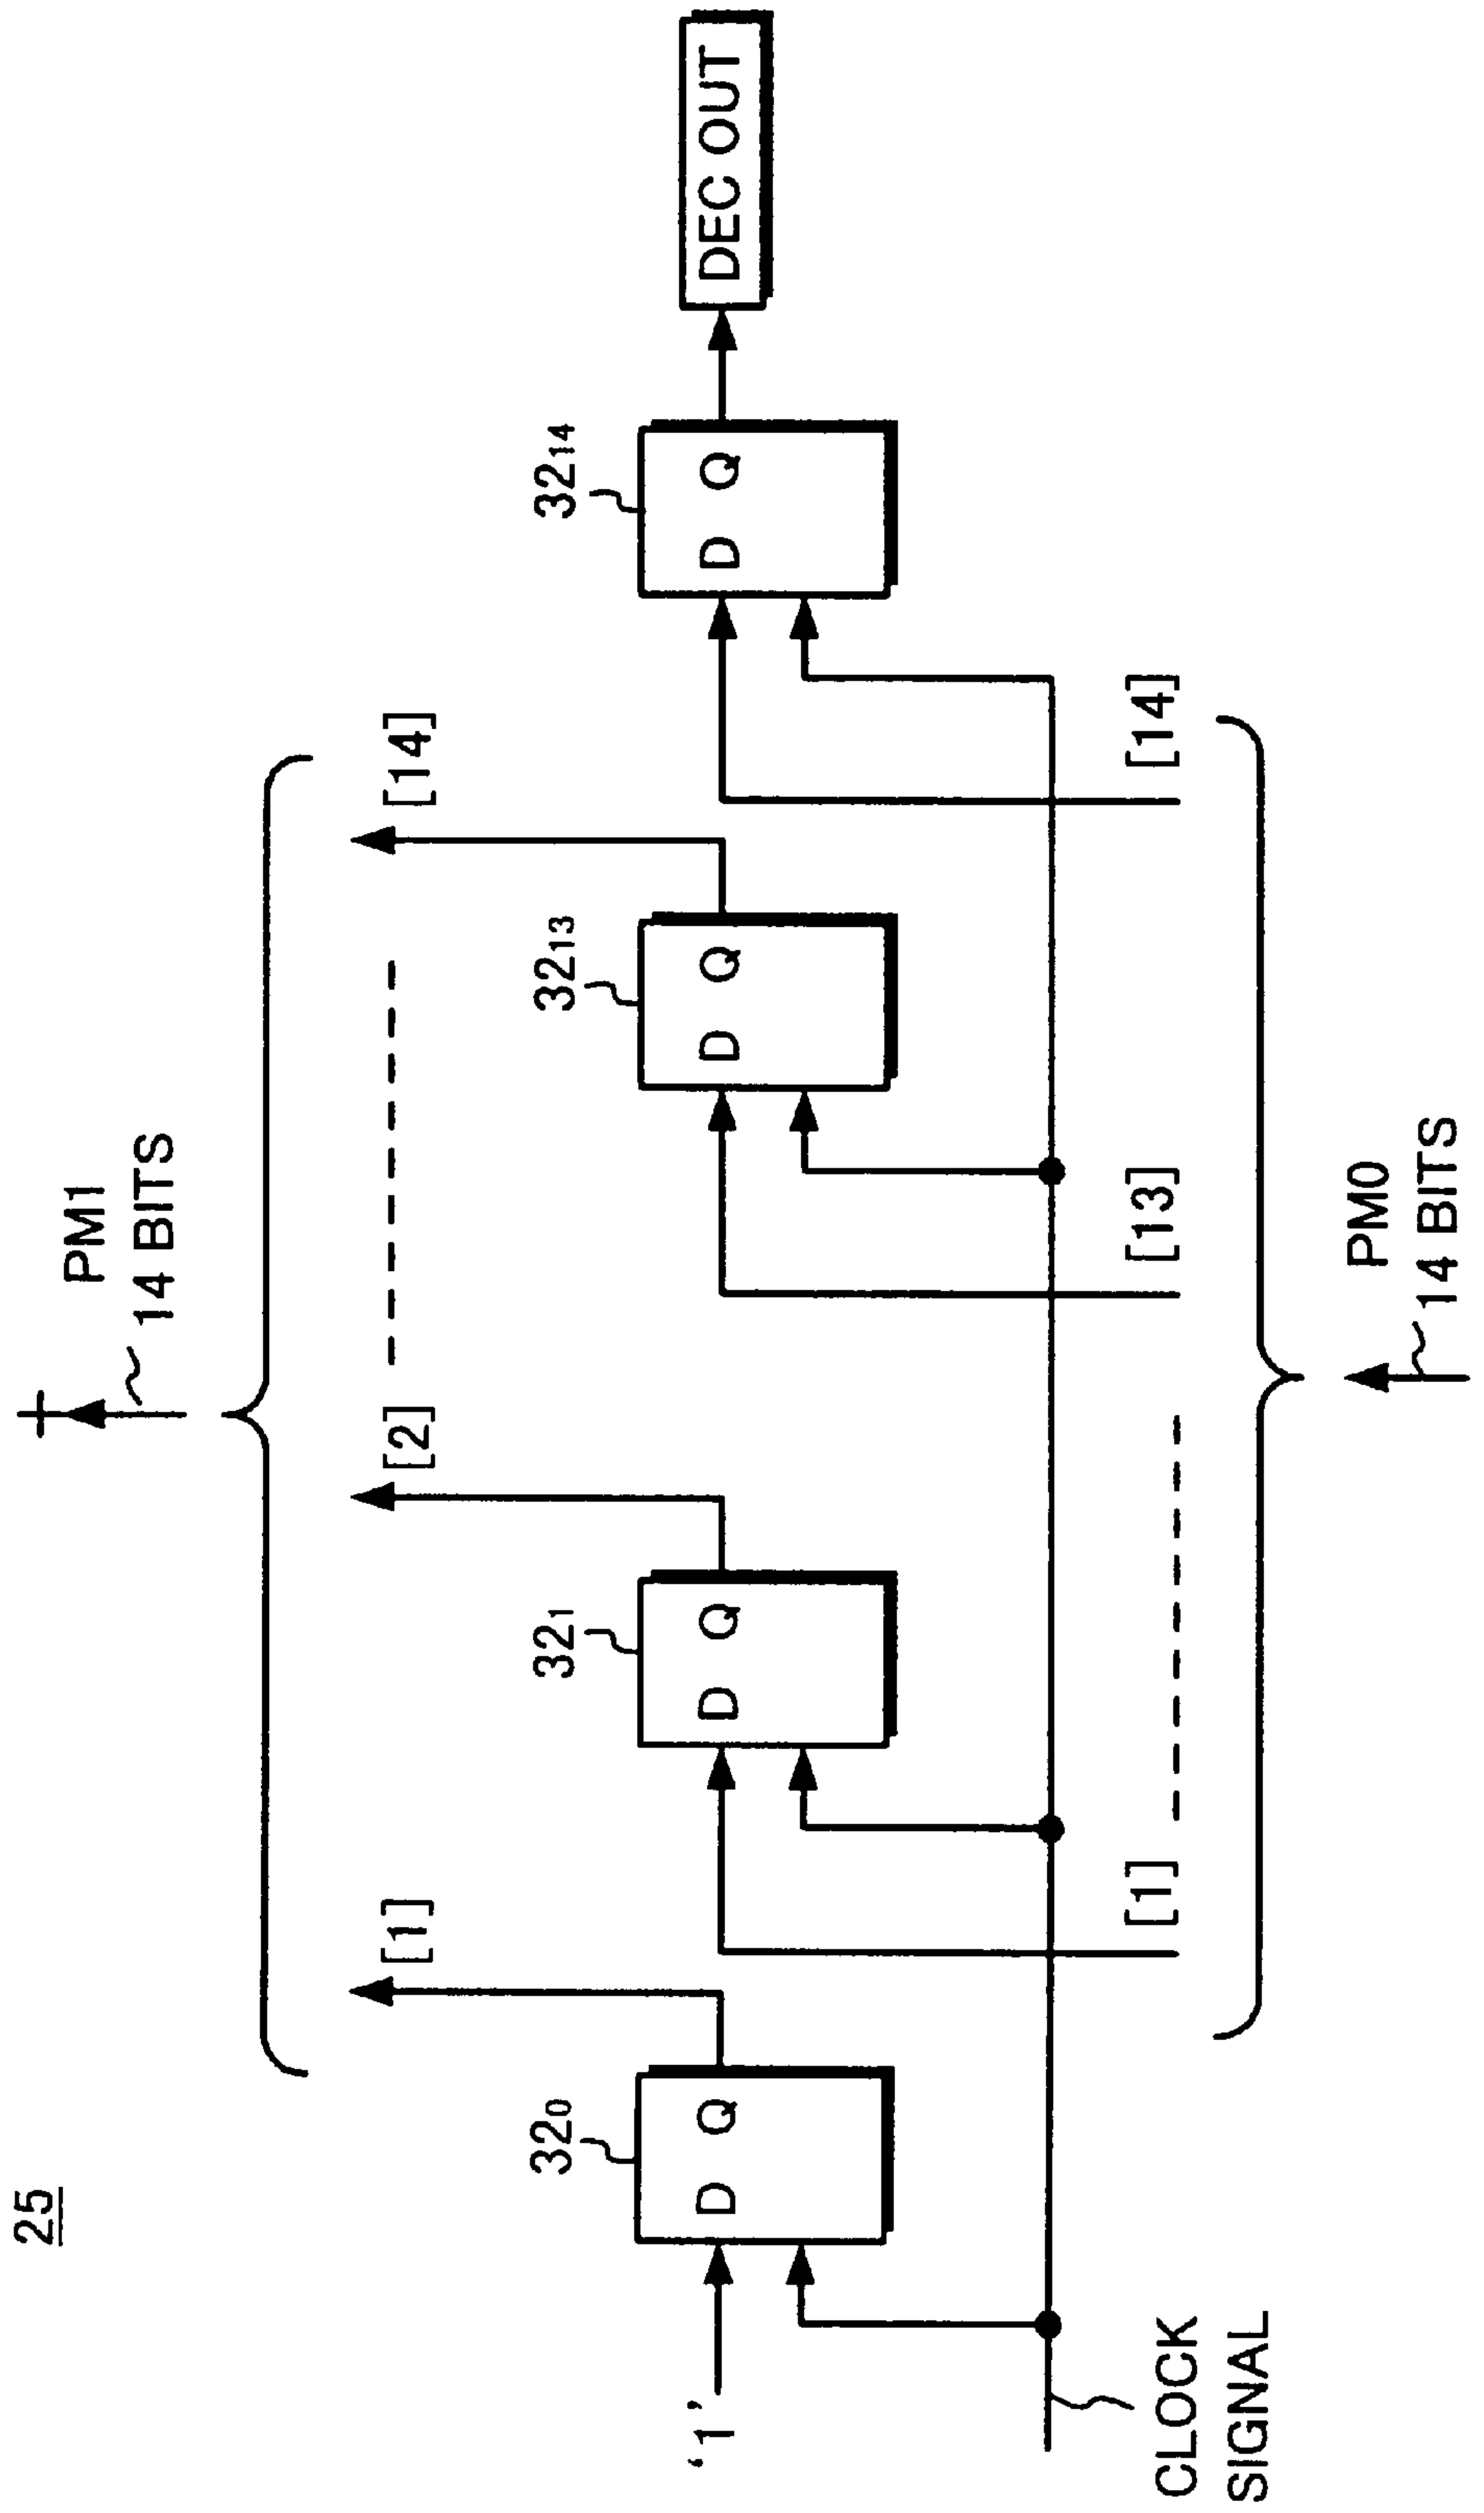 25
PM1
14 BITS
[1]
[2]
[14]
32₀
32₁
32₁₃
32₁₄
'1'
D Q
D Q
D Q
D Q
DEC OUT
[1]
[13]
[14]
CLOCK
SIGNAL
PM0
14 BITS